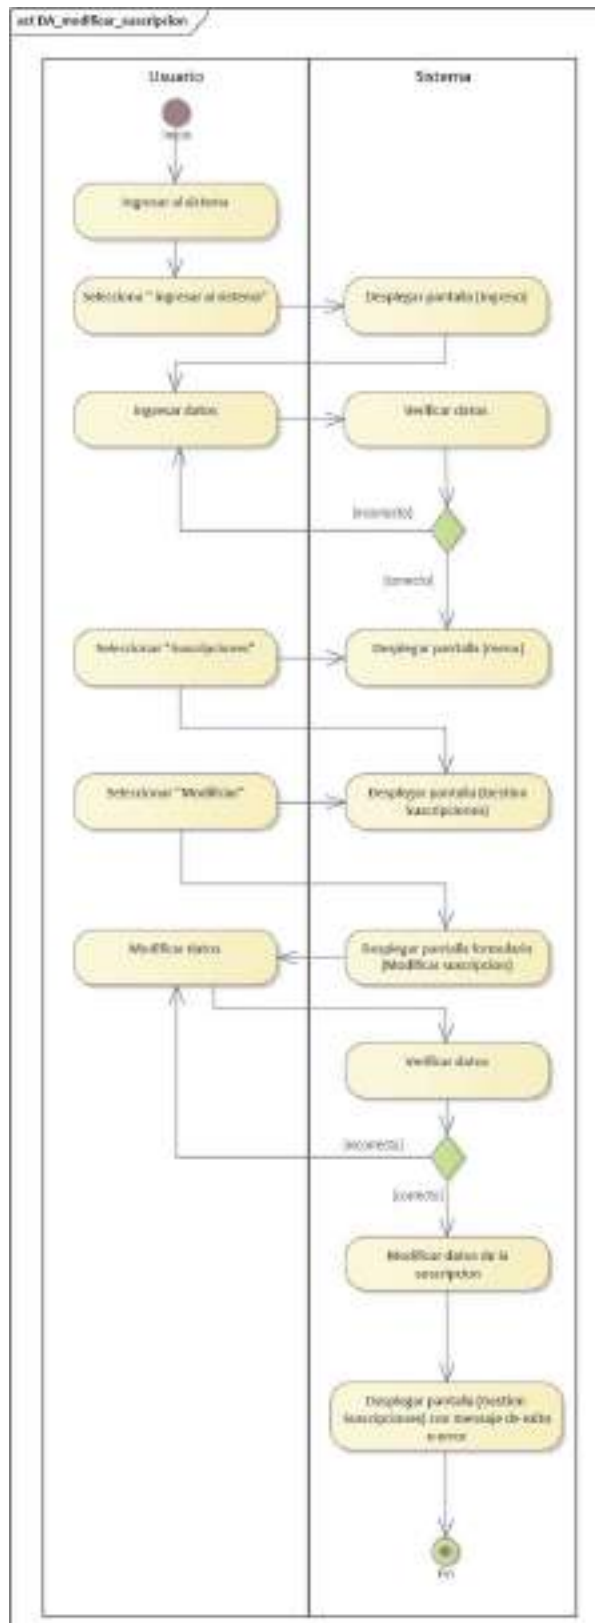 act DA_modificar_suscripcion
Usuario
Sistema
Inicio
Ingresar al sistema
Selecciona " Ingresar al sistema"
Desplegar pantalla (Ingreso)
Ingresar datos
Verificar datos
[incorrecto]
[correcto]
Seleccionar "Suscripciones"
Desplegar pantalla (menu)
Seleccionar "Modificar"
Desplegar pantalla (Gestion
Suscripciones)
Modificar datos
Desplegar pantalla formulario
(Modificar suscripcion)
Verificar datos
[incorrecto]
[correcto]
Modificar datos de la
suscripcion
Desplegar pantalla (Gestion
Suscripciones) con mensaje de exito
o error
Fin